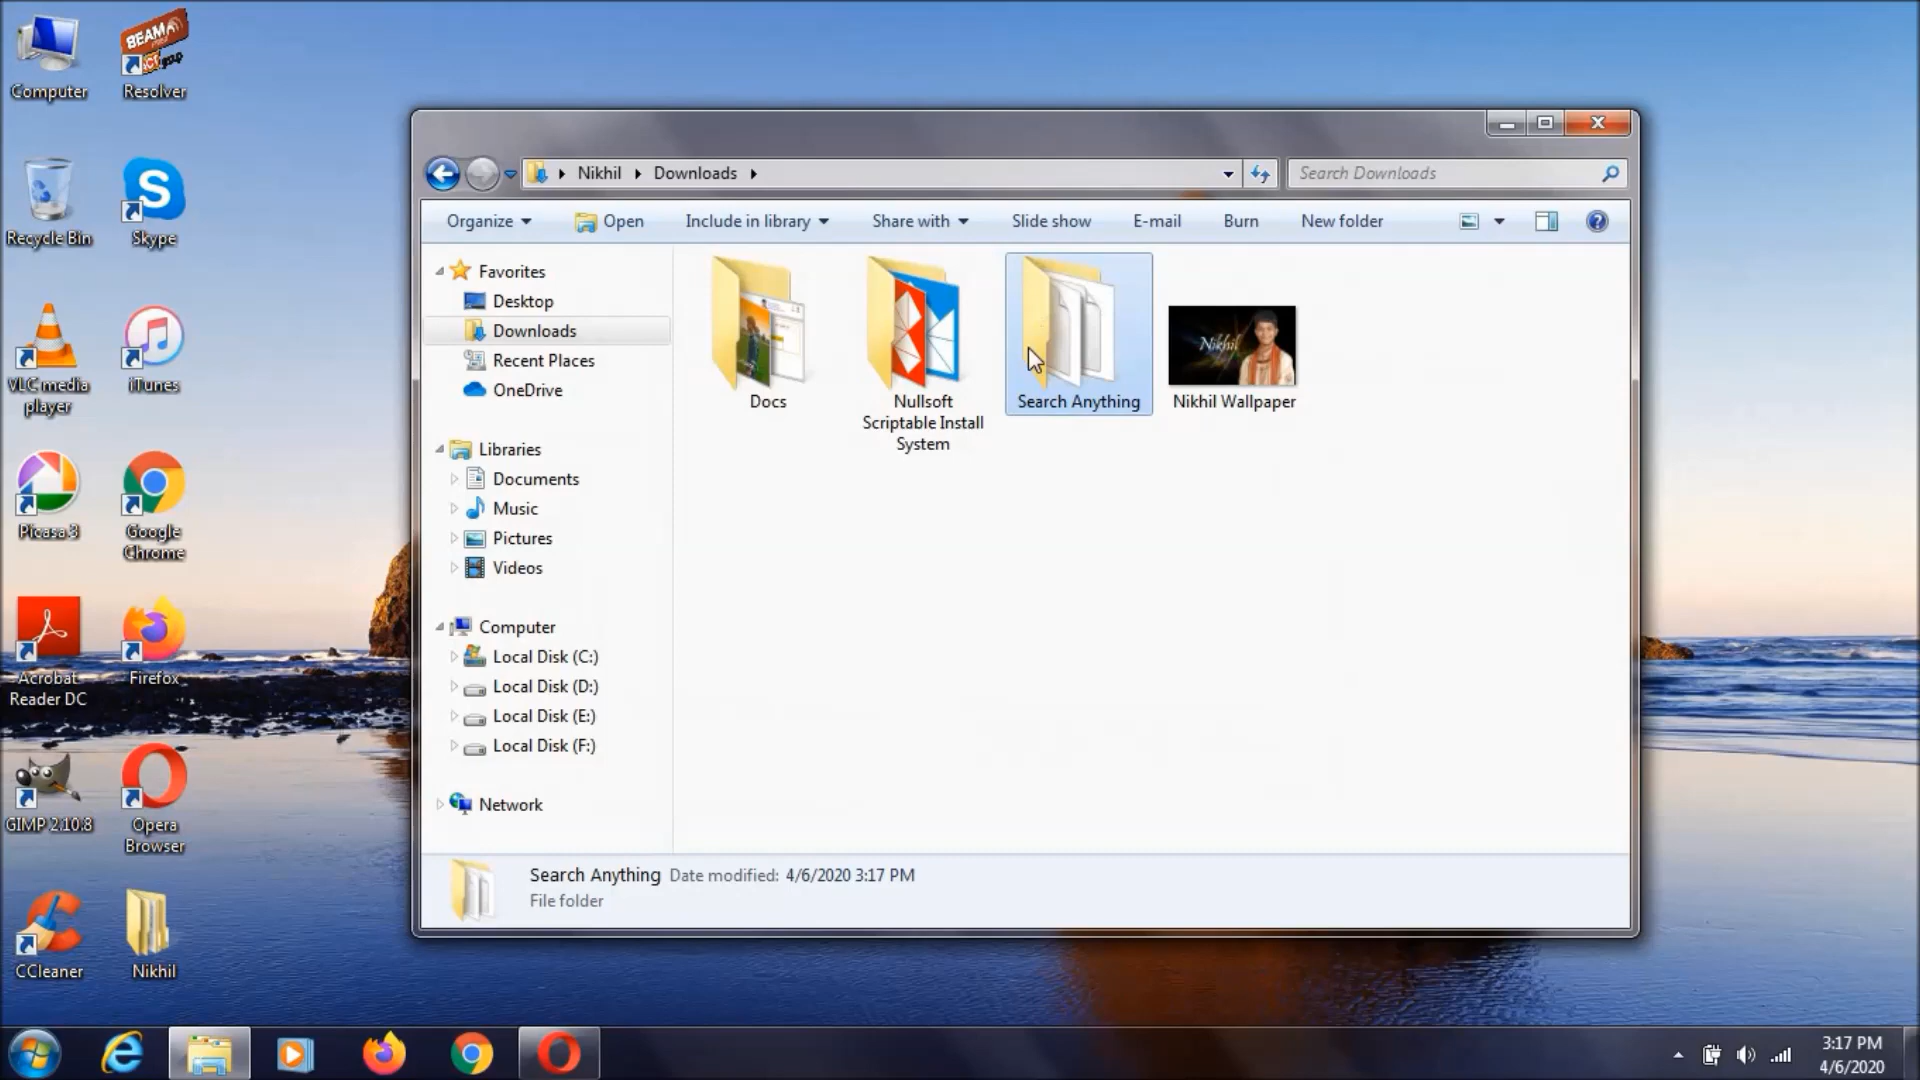 Computer
BEAM
Resolver
Recycle Bin
S
Skype
VLC media
player
iTunes
Picasa 3
Google
Chrome
Acrobat
Reader DC
Firefox
GIMP 2.10.8
Opera
Browser
CCleaner
Nikhil
Nikhil
Downloads
Search Downloads
Organize
Open
Include in library
Share with
Slide show
E-mail
Burn
New folder
Favorites
Desktop
Downloads
Recent Places
OneDrive
Libraries
Documents
Music
Pictures
Videos
Computer
Local Disk (C:)
Local Disk (D:)
Local Disk (E:)
Local Disk (F:)
Network
Docs
Nullsoft
Scriptable Install
System
Search Anything
Nikhil
Nikhil Wallpaper
Search Anything Date modified: 4/6/2020 3:17 PM
File folder
3:17 PM
4/6/2020